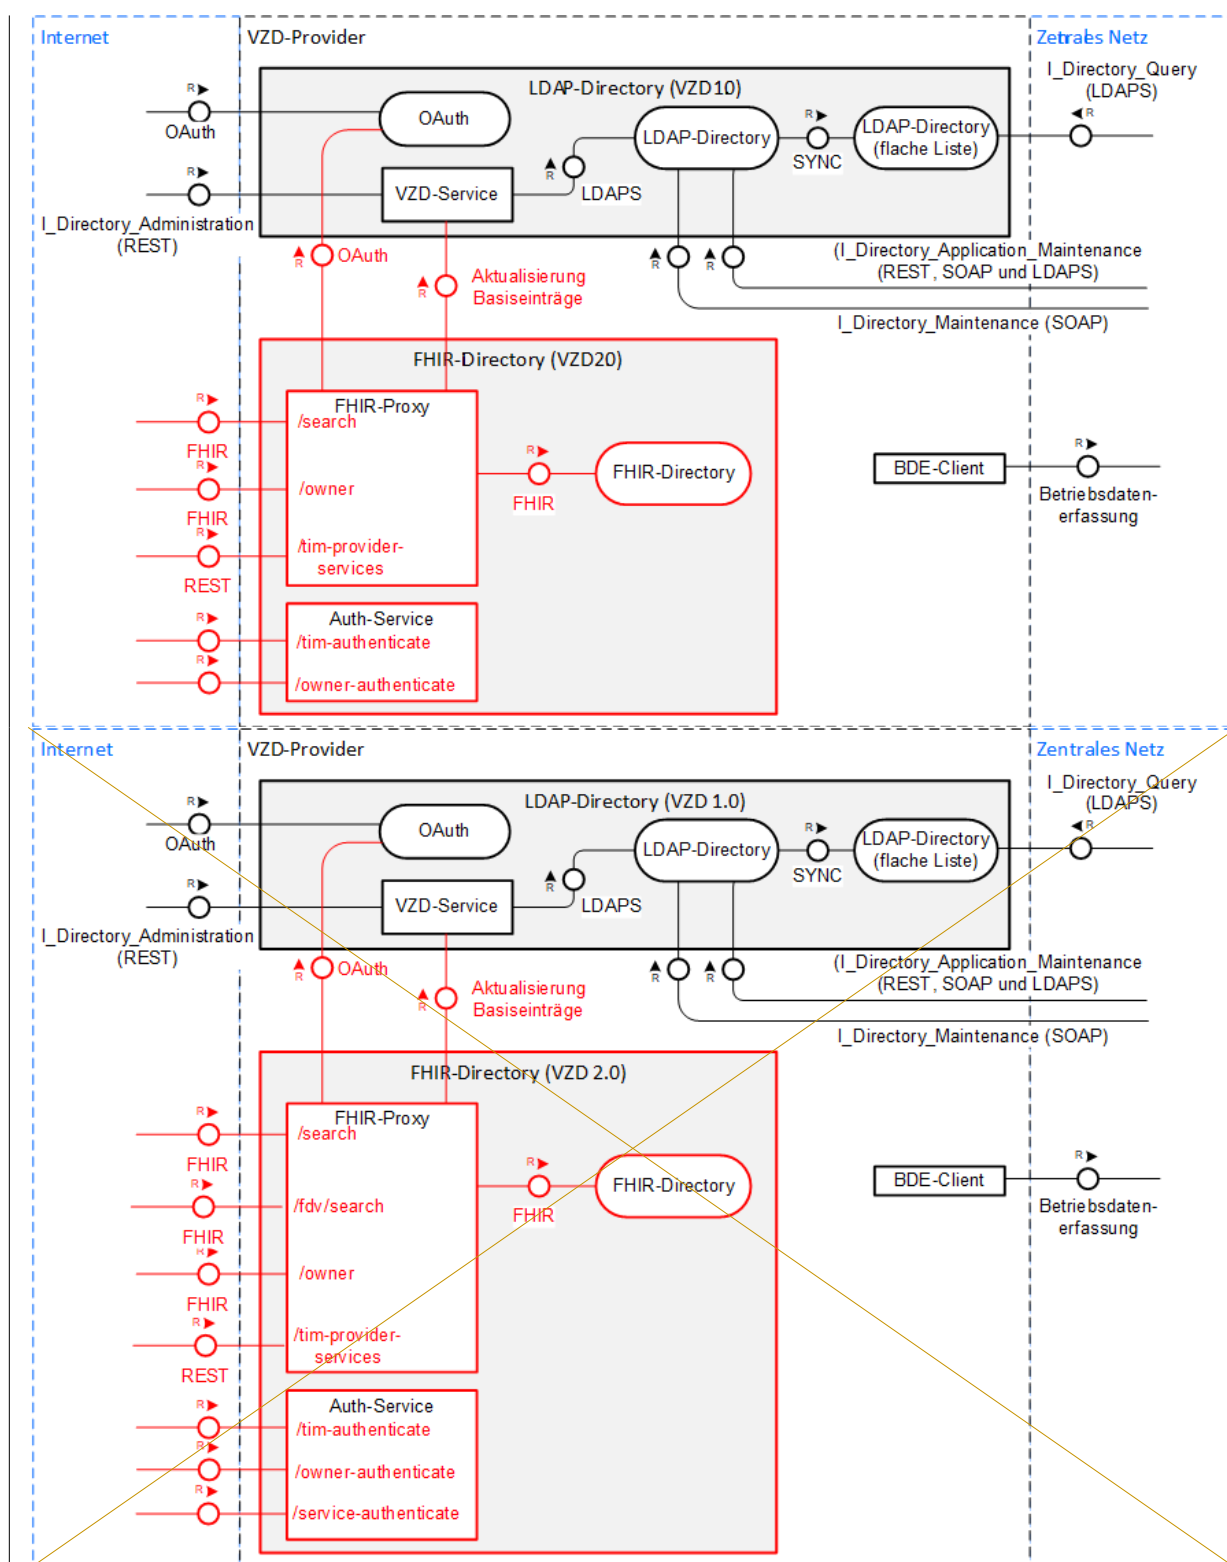 Internet
VZD-Provider
Zentrales Netz
I_Directory_Query
(LDAPS)
LDAP-Directory (VZD10)
R
OAuth
OAuth
LDAP-Directory
R
SYNC
LDAP-Directory
(flache Liste)
R
R
I_Directory_Administration
(REST)
VZD-Service
R
LDAPS
R
OAuth
R
Aktualisierung
Basiseinträge
R
R
(I_Directory_Application_Maintenance
(REST, SOAP und LDAPS)
I_Directory_Maintenance (SOAP)
FHIR-Directory (VZD20)
FHIR-Proxy
R
/search
FHIR
R
/owner
FHIR
R
/tim-provider-
services
REST
R
FHIR
FHIR-Directory
BDE-Client
R
Betriebsdaten-
erfassung
Auth-Service
R
/tim-authenticate
R
/owner-authenticate
Internet
VZD-Provider
Zentrales Netz
I_Directory_Query
(LDAPS)
LDAP-Directory (VZD 1.0)
R
OAuth
OAuth
LDAP-Directory
R
SYNC
LDAP-Directory
(flache Liste)
R
R
I_Directory_Administration
(REST)
VZD-Service
R
LDAPS
R
OAuth
R
Aktualisierung
Basiseinträge
R
R
(I_Directory_Application_Maintenance
(REST, SOAP und LDAPS)
I_Directory_Maintenance (SOAP)
FHIR-Directory (VZD 2.0)
FHIR-Proxy
R
/search
FHIR
R
/fdv/search
FHIR
R
/owner
FHIR
R
/tim-provider-
services
REST
R
FHIR
FHIR-Directory
BDE-Client
R
Betriebsdaten-
erfassung
Auth-Service
R
/tim-authenticate
R
/owner-authenticate
R
/service-authenticate